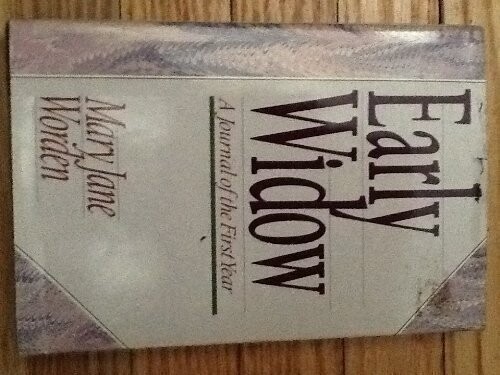 Early
Widow
A Journal of the First Year
Mary Jane
Worden